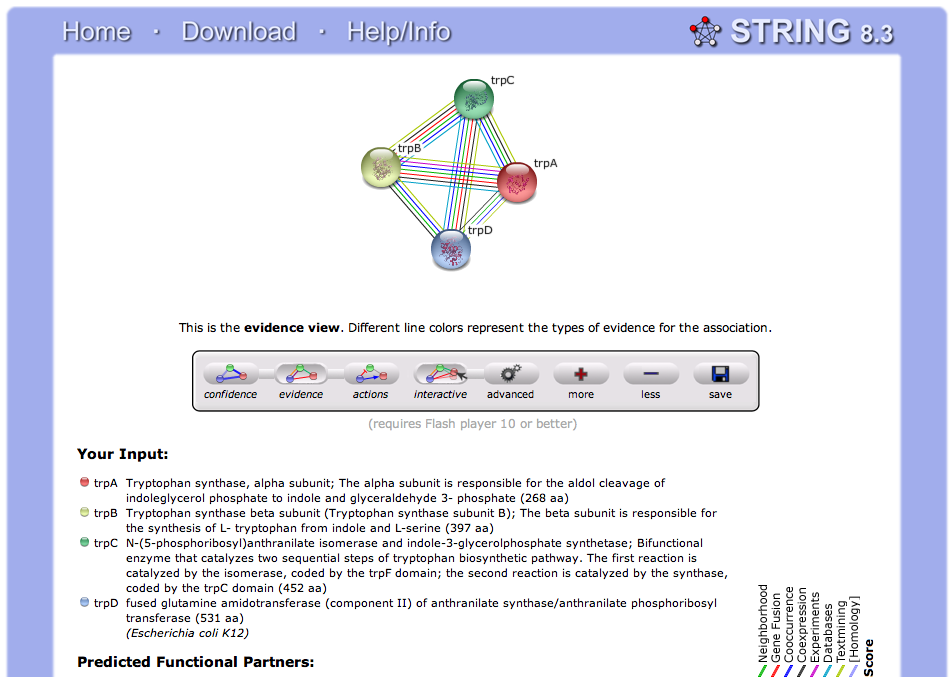 Home · Download · Help/Info STRING 8.3
trpC
trpB
trpA
trpD
This is the evidence view. Different line colors represent the types of evidence for the association.
confidence evidence actions interactive advanced more less save
(requires Flash player 10 or better)
Your Input:
trpA Tryptophan synthase, alpha subunit; The alpha subunit is responsible for the aldol cleavage of
indoleglycerol phosphate to indole and glyceraldehyde 3- phosphate (268 aa)
trpB Tryptophan synthase beta subunit (Tryptophan synthase subunit B); The beta subunit is responsible for
the synthesis of L- tryptophan from indole and L-serine (397 aa)
trpC N-(5-phosphoribosyl)anthranilate isomerase and indole-3-glycerolphosphate synthetase; Bifunctional
enzyme that catalyzes two sequential steps of tryptophan biosynthetic pathway. The first reaction is
catalyzed by the isomerase, coded by the trpF domain; the second reaction is catalyzed by the synthase,
coded by the trpC domain (452 aa)
trpD fused glutamine amidotransferase (component II) of anthranilate synthase/anthranilate phosphoribosyl
transferase (531 aa)
(Escherichia coli K12)
Predicted Functional Partners:
Neighborhood
Gene Fusion
Cooccurrence
Coexpression
Experiments
Databases
Textmining
[Homology]
Score